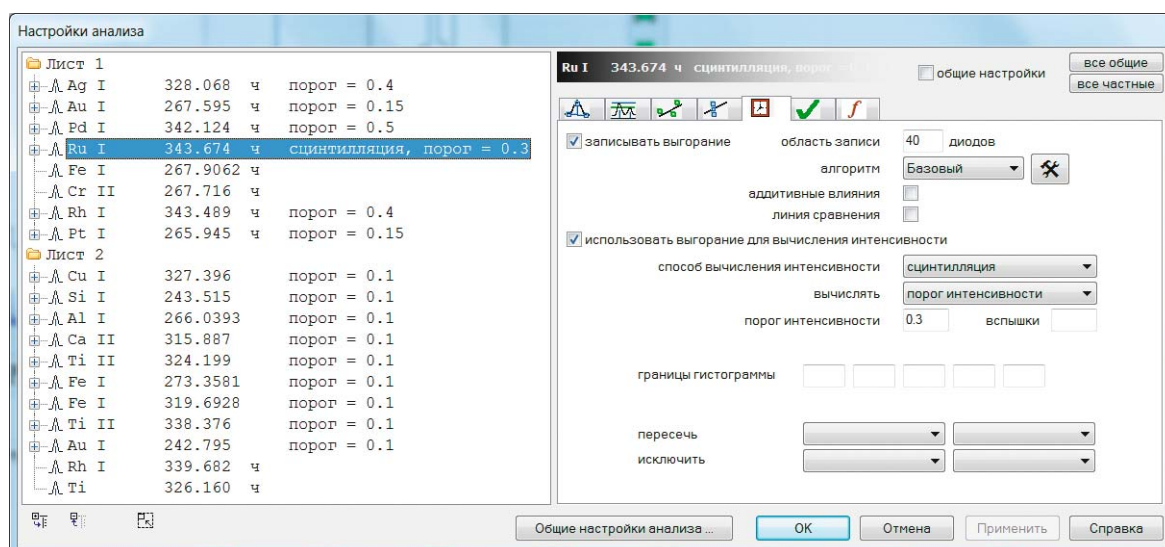 Настройки анализа
Лист 1
Ag I 328.068 ч порог = 0.4
Au I 267.595 ч порог = 0.15
Pd I 342.124 ч порог = 0.5
Ru I 343.674 ч сцинтилляция, порог = 0.3
Fe I 267.9062 ч
Cr II 267.716 ч
Rh I 343.489 ч порог = 0.4
Pt I 265.945 ч порог = 0.15
Лист 2
Cu I 327.396 порог = 0.1
Si I 243.515 порог = 0.1
Al I 266.0393 порог = 0.1
Ca II 315.887 порог = 0.1
Ti II 324.199 порог = 0.1
Fe I 273.3581 порог = 0.1
Fe I 319.6928 порог = 0.1
Ti II 338.376 порог = 0.1
Au I 242.795 порог = 0.1
Rh I 339.682 ч
Ti 326.160 ч
Ru I 343.674 ч сцинтилляция, порог
общие настройки
все общие
все частные
записывать выгорание область записи 40 диодов
алгоритм Базовый
аддитивные влияния
линия сравнения
использовать выгорание для вычисления интенсивности
способ вычисления интенсивности сцинтилляция
вычислять порог интенсивности
порог интенсивности 0.3 вспышки
границы гистограммы
пересечь
исключить
Общие настройки анализа ... OK Отмена Применить Справка